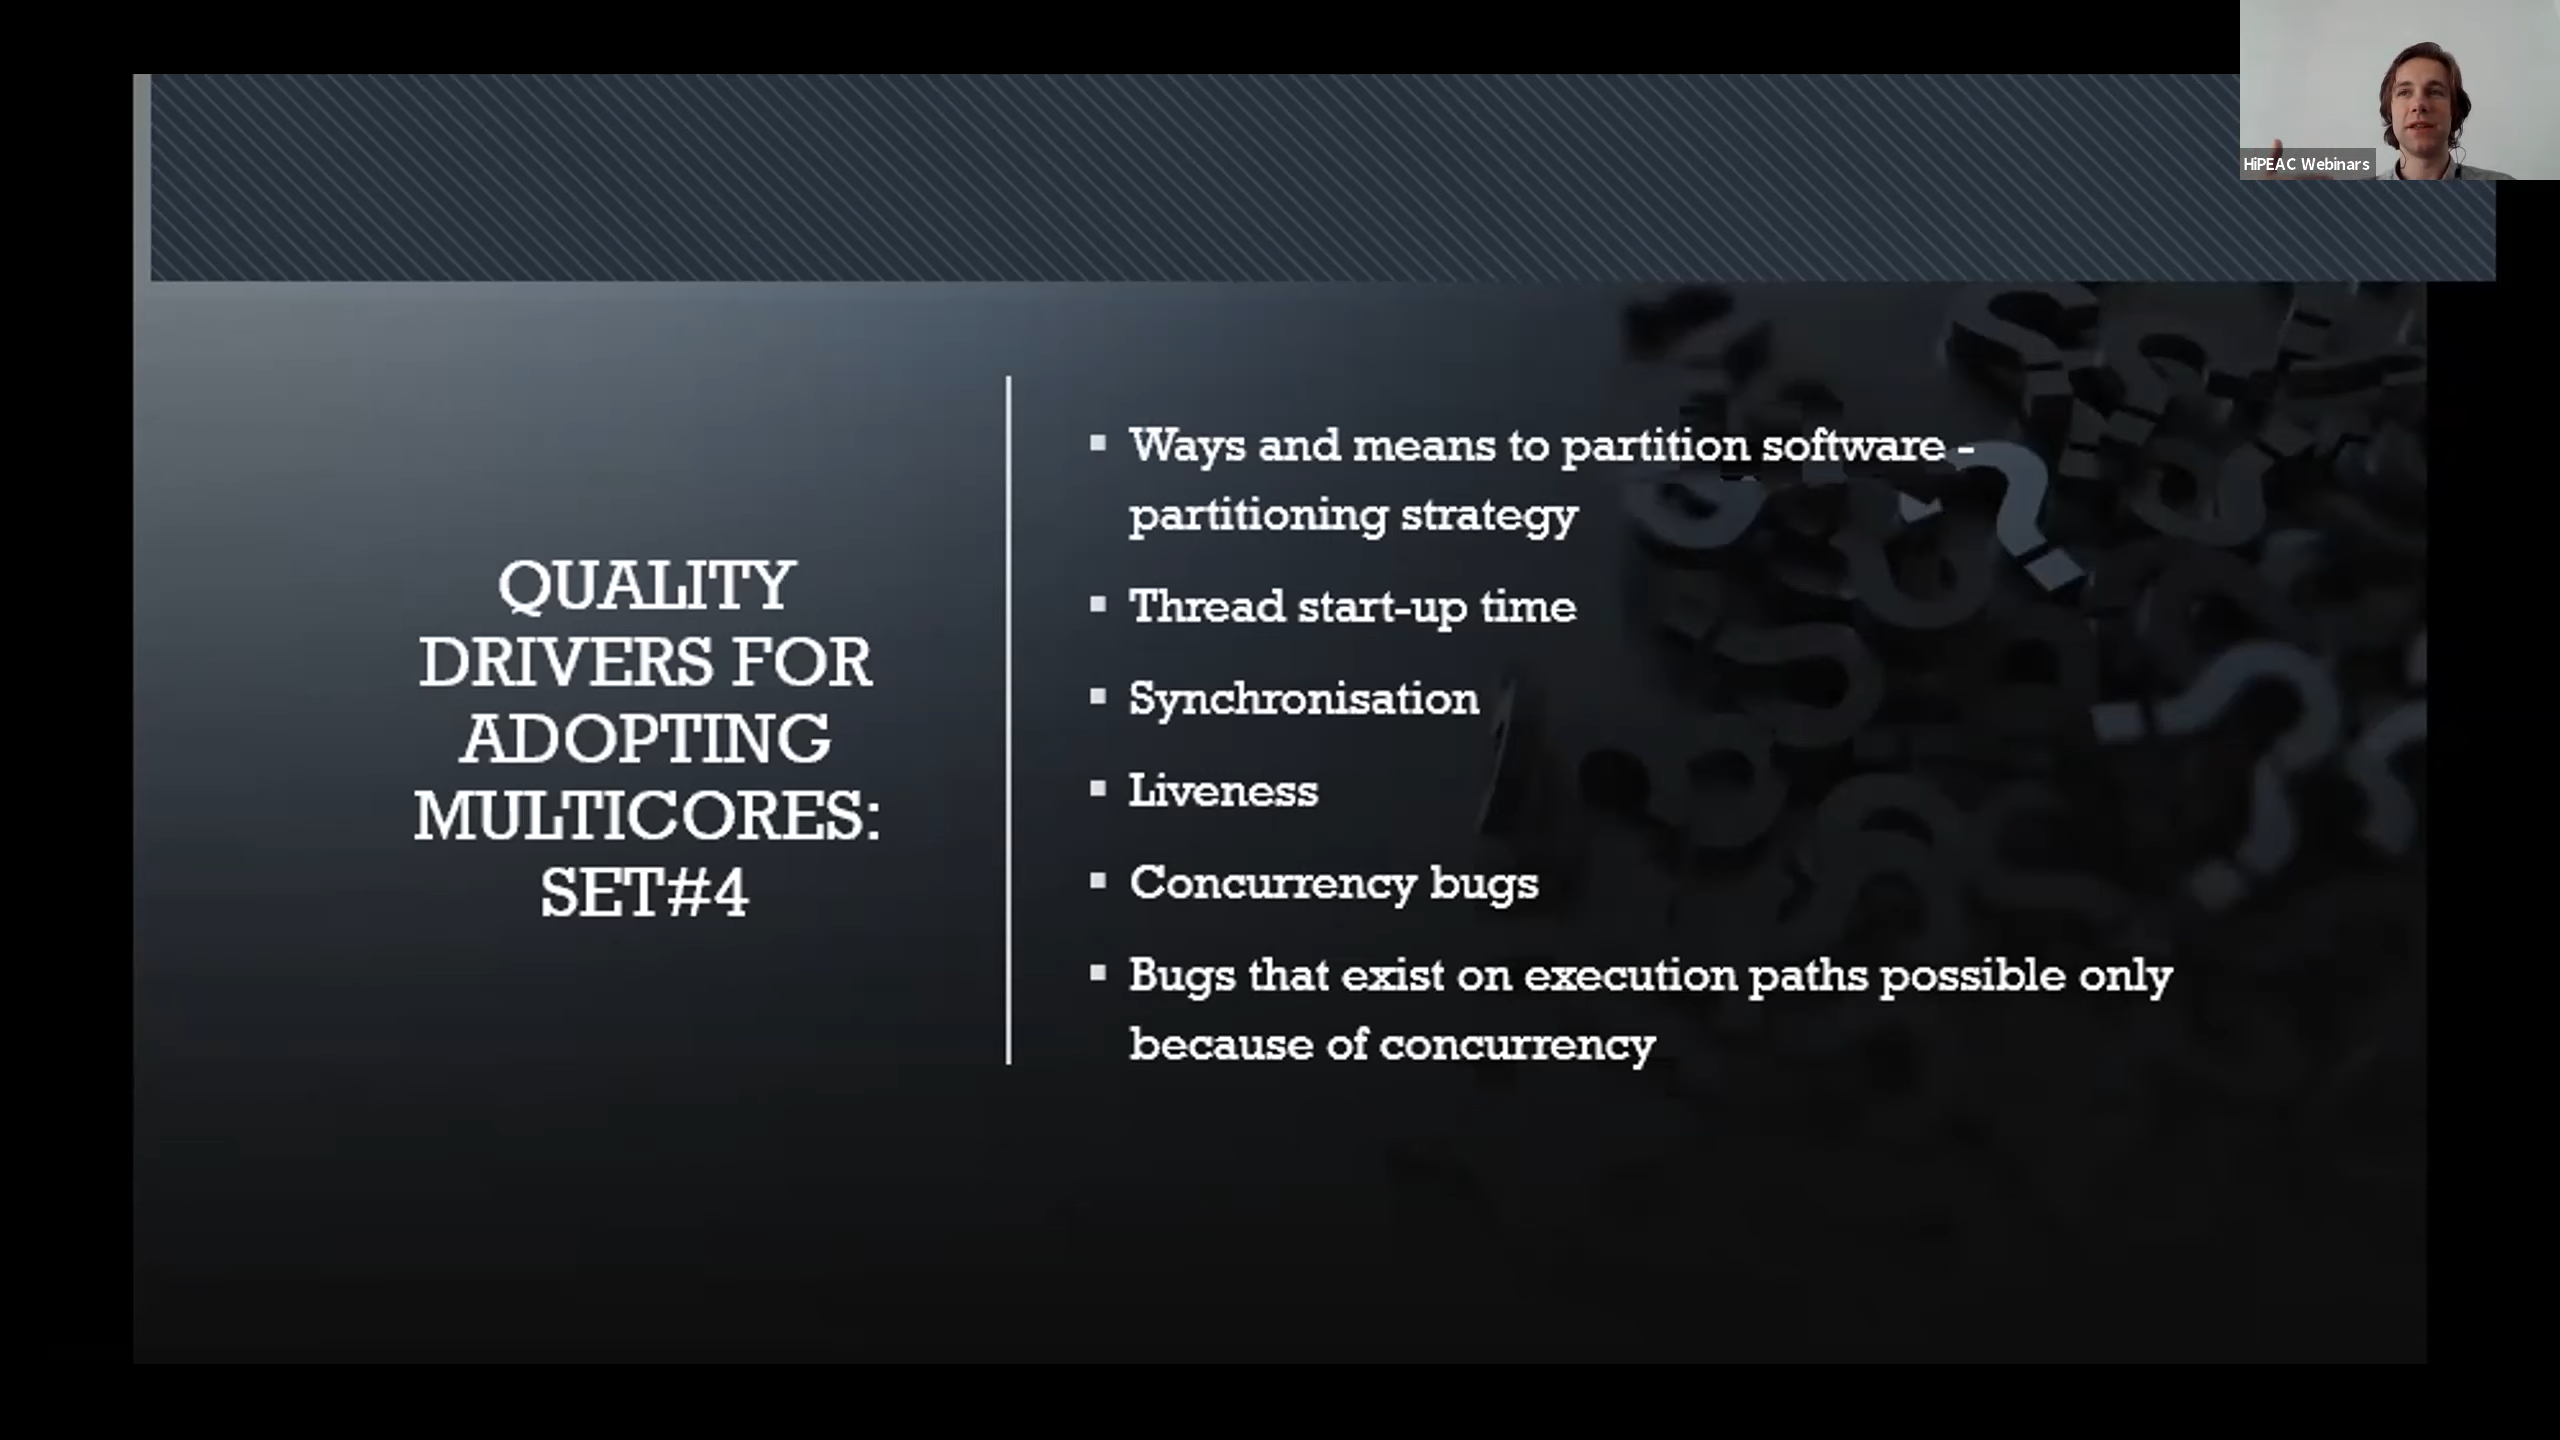 HiPEAC Webinars
QUALITY
DRIVERS FOR
ADOPTING
MULTICORES:
SET#4
Ways and means to partition software -
partitioning strategy
Thread start-up time
Synchronisation
Liveness
Concurrency bugs
Bugs that exist on execution paths possible only
because of concurrency